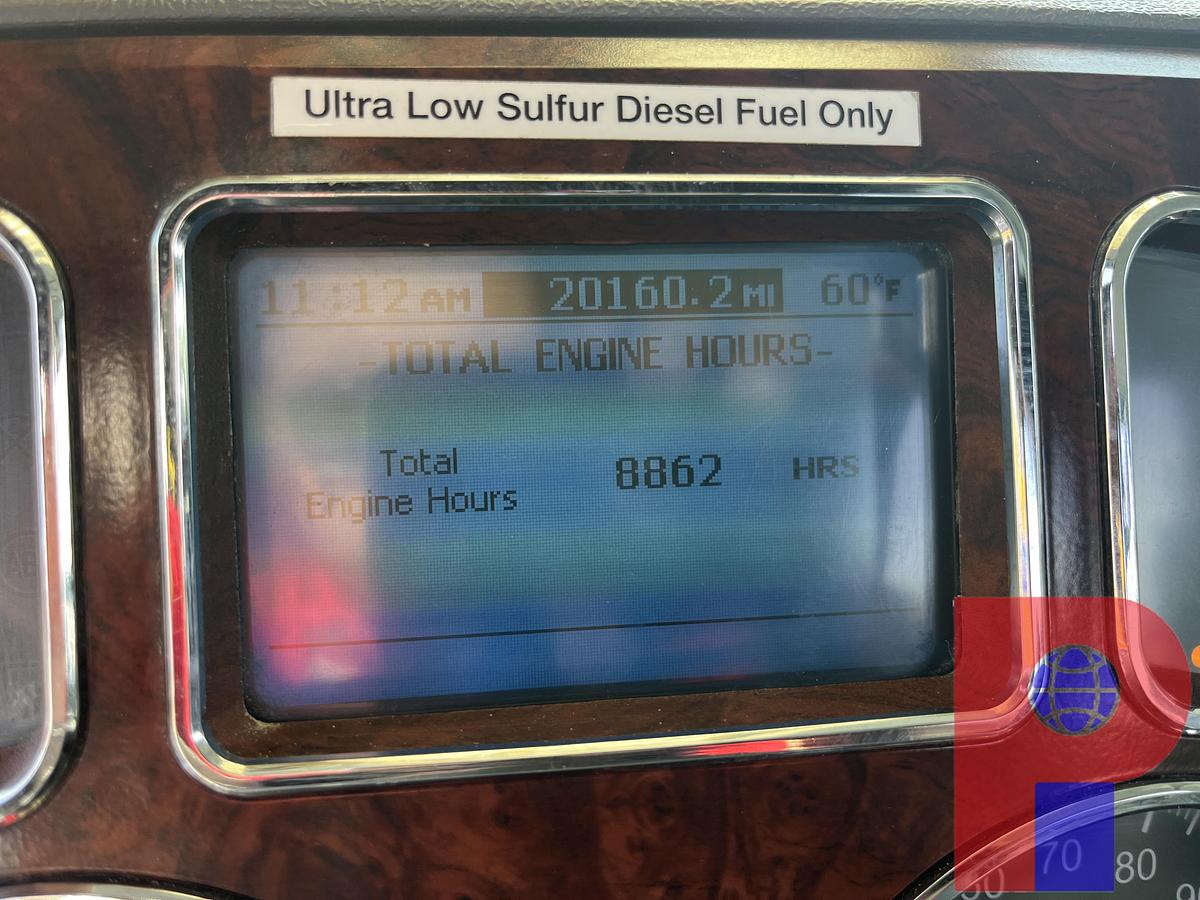 Ultra Low Sulfur Diesel Fuel Only
11:12 AM 20160.2 MI 60°F
-TOTAL ENGINE HOURS-
Total
Engine Hours 8862 HRS
70 80